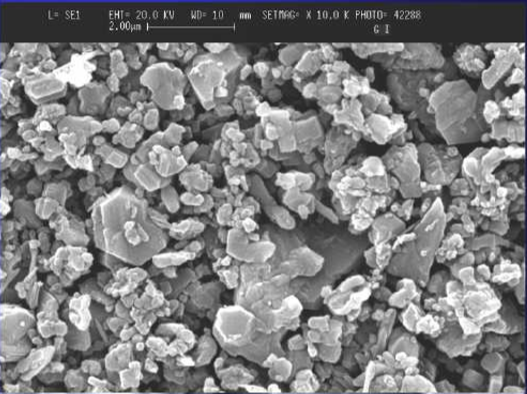 L= SE1 EHT= 20.0 KV WD= 10 mm SETMAG= X 10.0 K PHOTO= 42288
2.00µm G I